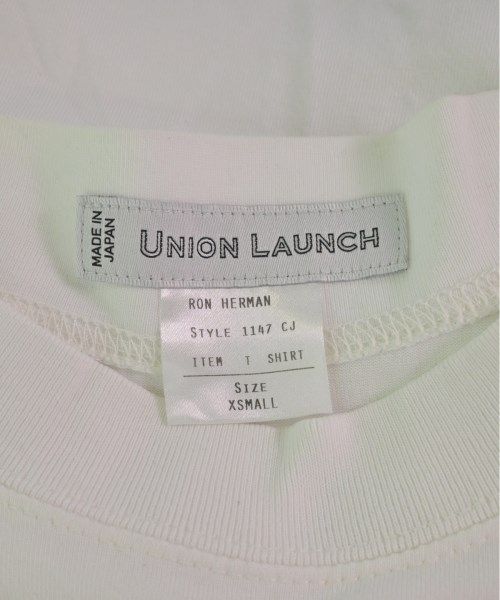 MADE IN
JAPAN
UNION LAUNCH
RON HERMAN
STYLE 1147 CJ
ITEM T SHIRT
SIZE
XSMALL